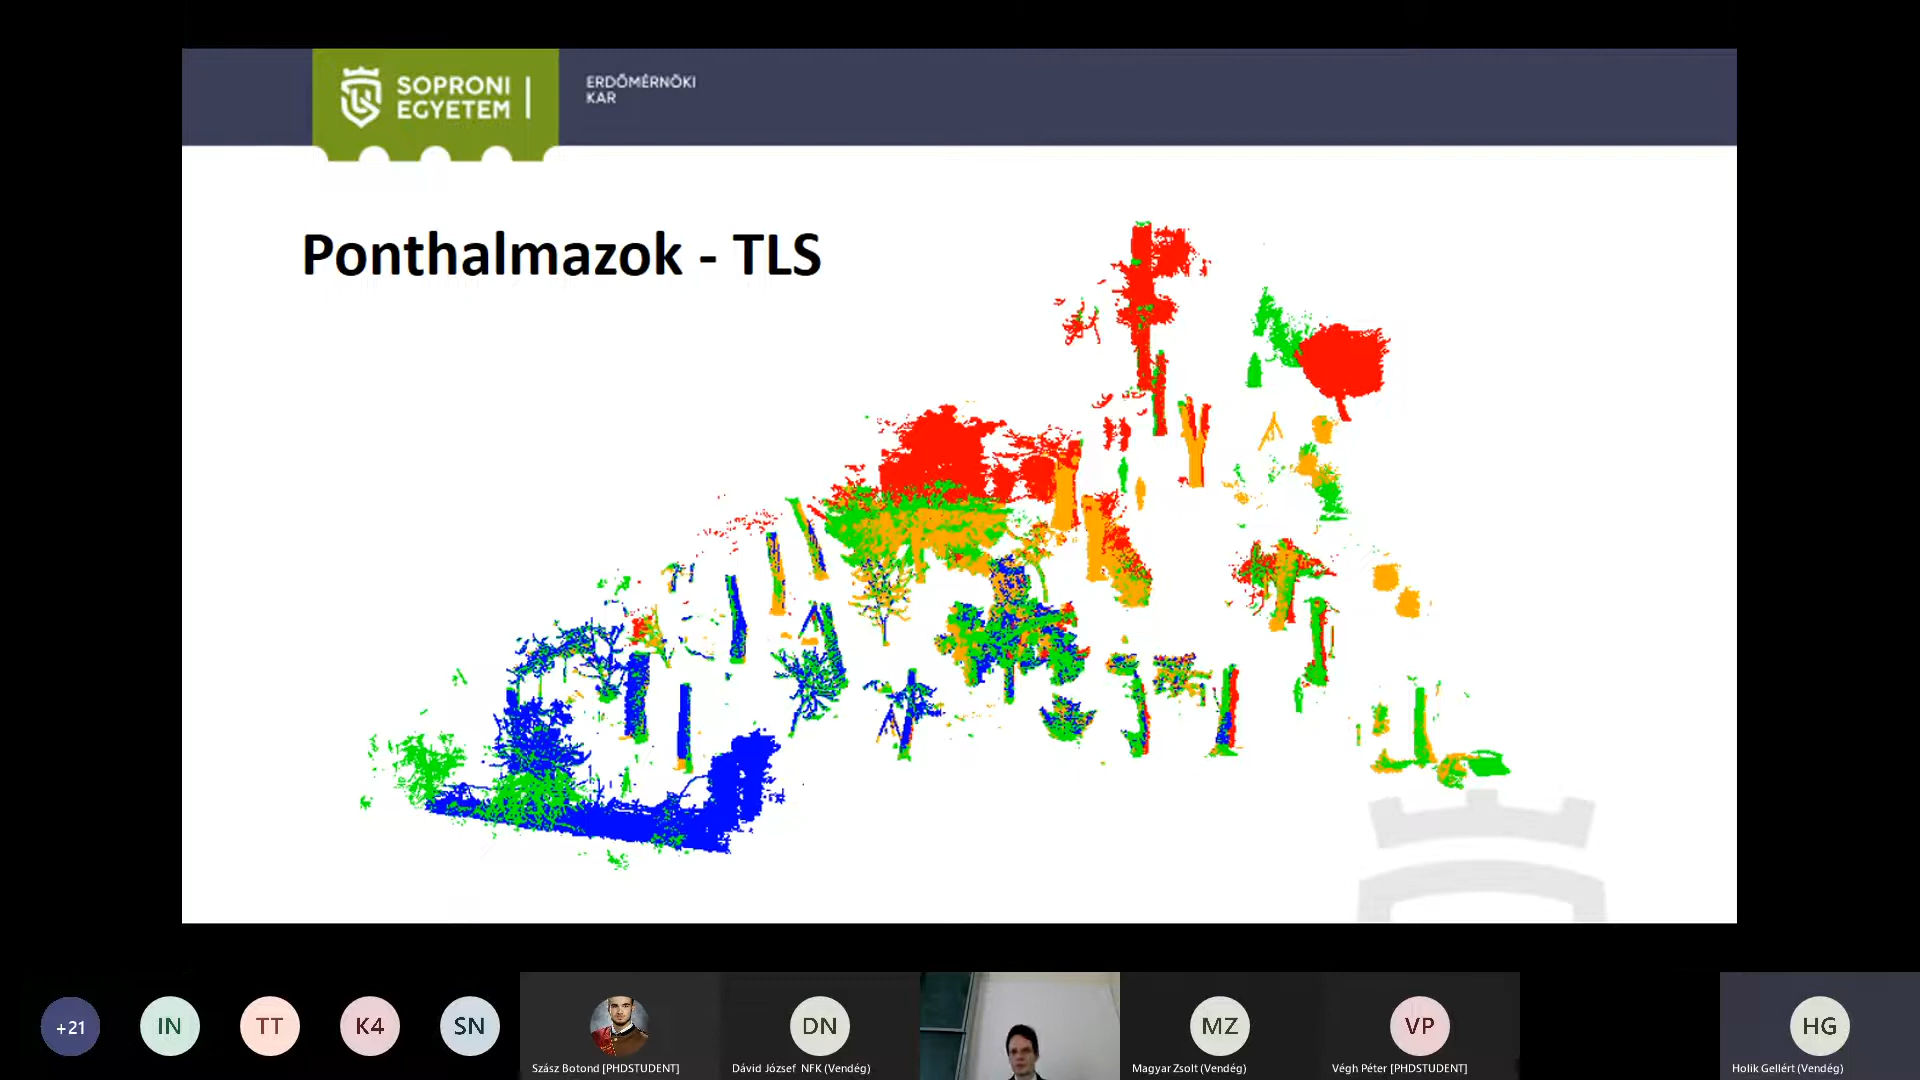 SOPRONI
EGYETEM
ERDŐMÉRNÖKI
KAR
Ponthalmazok - TLS
+21
IN
TT
K4
SN
DN
MZ
VP
HG
Szász Botond [PHDSTUDENT]
Dávid József NFK (Vendég)
Magyar Zsolt (Vendég)
Végh Péter [PHDSTUDENT]
Holik Gellért (Vendég)